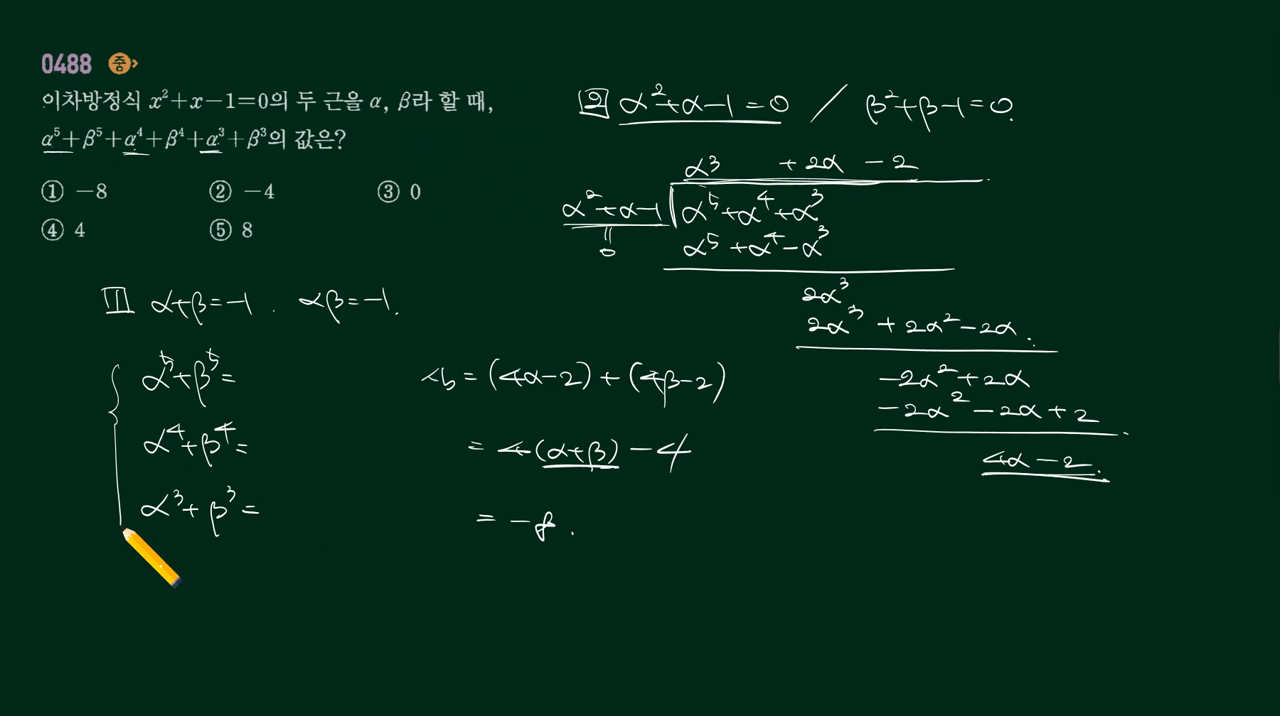 0488 중
이차방정식 x²+x-1=0의 두 근을 α, β라 할 때,
α⁵+β⁵+α⁴+β⁴+α³+β³의 값은?
① -8 ② -4 ③ 0
④ 4 ⑤ 8
1 α+β=-1. αβ=-1.
α⁵+β⁵=
α⁴+β⁴=
α³+β³=
2 α²+α-1=0 / β²+β-1=0.
α³ +2α -2
α²+α-1 α⁵+α⁴+α³
= 0
α⁵+α⁴-α³
2α³
2α³+2α²-2α.
-2α²+2α
-2α²-2α+2
4α-2.
=(4α-2)+(4β-2)
=4(α+β)-4
=-8.